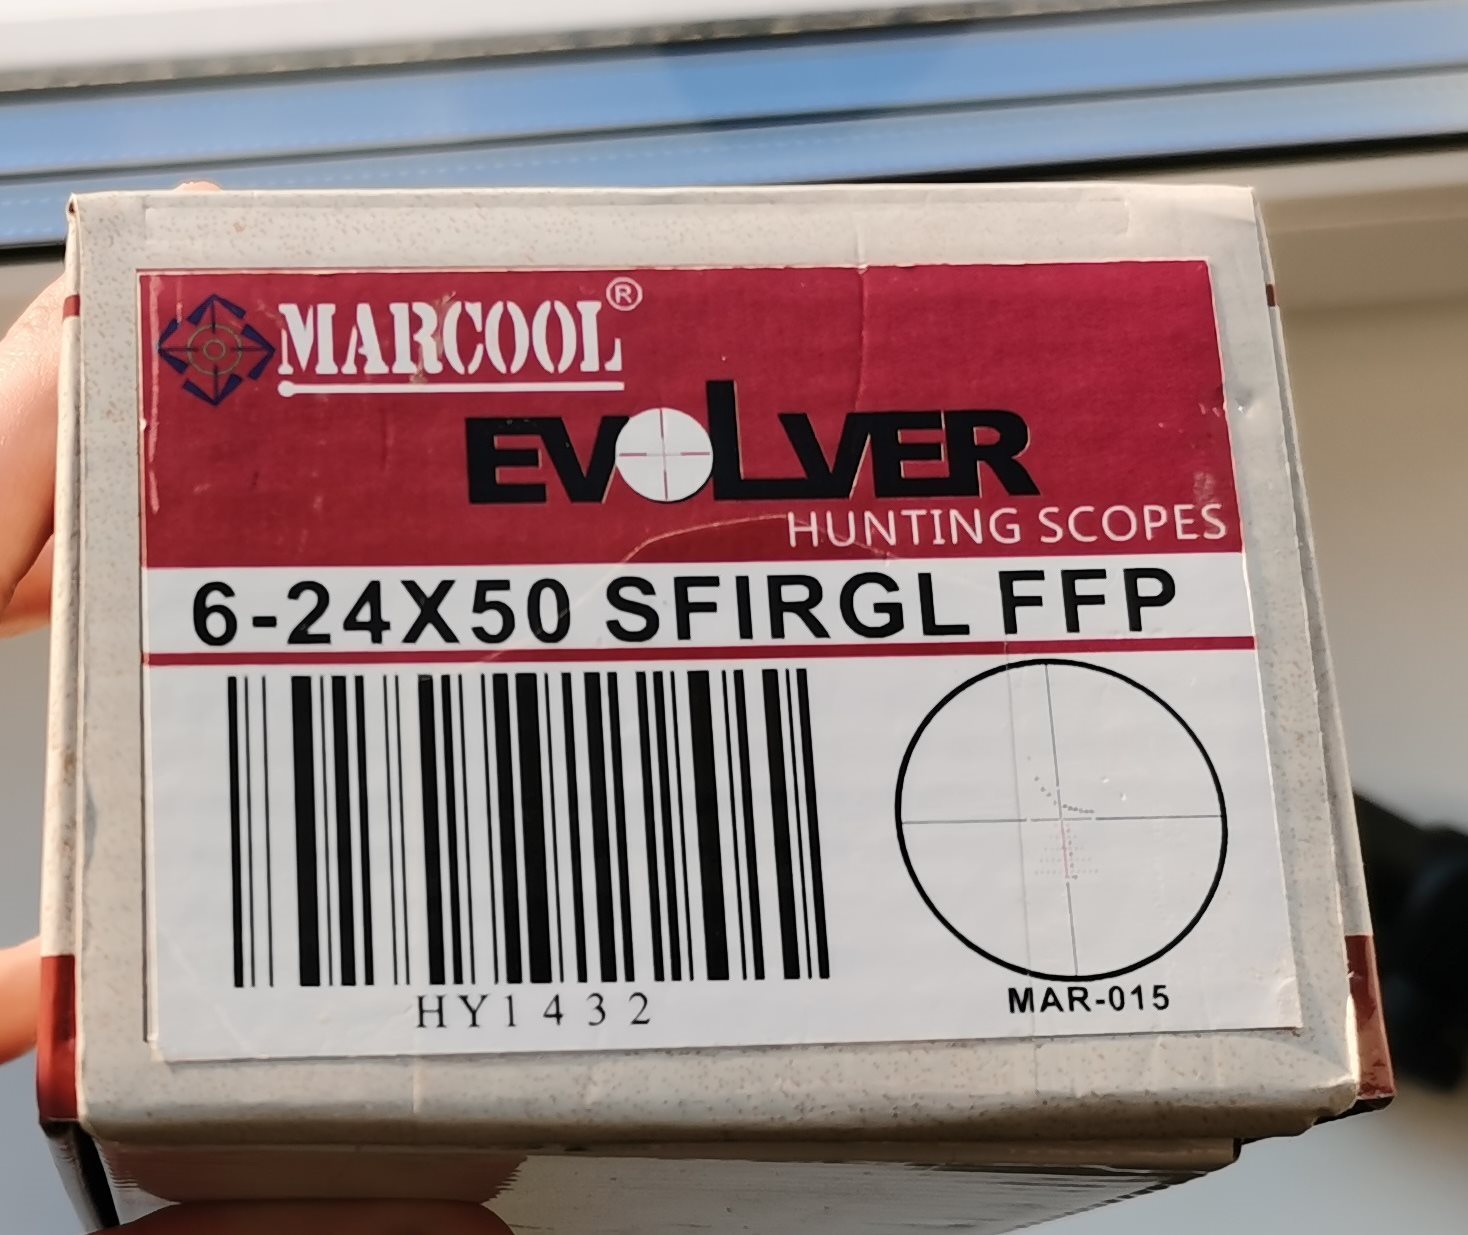 MARCOOL®
EVOLVER
HUNTING SCOPES
6-24X50 SFIRGL FFP
HY1432
MAR-015